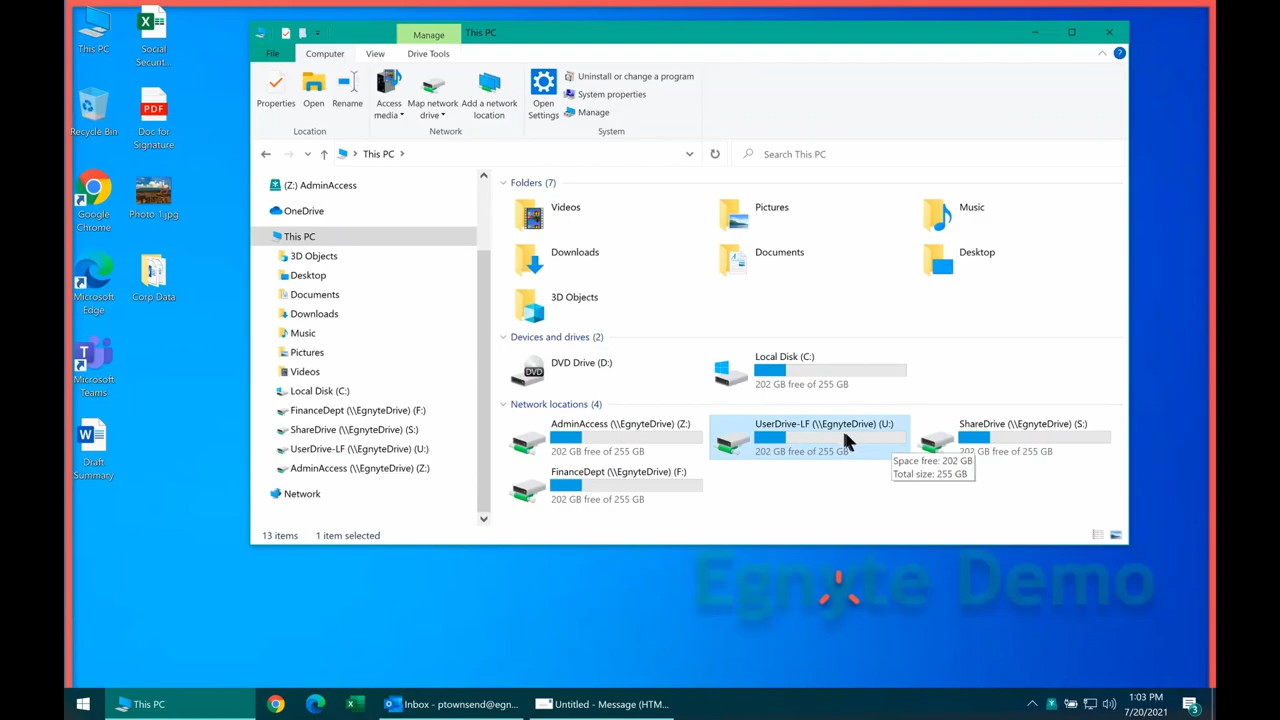 This PC
Social
Securit...
Recycle Bin
Doc for
Signature
PDF
Google
Chrome
Photo 1.jpg
Microsoft
Edge
Corp Data
Microsoft
Teams
Draft
Summary
Manage
This PC
File
Computer
View
Drive Tools
Properties
Open
Rename
Access
media
Map network
drive
Add a network
location
Open
Settings
Uninstall or change a program
System properties
Manage
Location
Network
System
This PC
Search This PC
(Z:) AdminAccess
OneDrive
This PC
3D Objects
Desktop
Documents
Downloads
Music
Pictures
Videos
Local Disk (C:)
FinanceDept (\\EgnyteDrive) (F:)
ShareDrive (\\EgnyteDrive) (S:)
UserDrive-LF (\\EgnyteDrive) (U:)
AdminAccess (\\EgnyteDrive) (Z:)
Network
Folders (7)
Videos
Pictures
Music
Downloads
Documents
Desktop
3D Objects
Devices and drives (2)
DVD
DVD Drive (D:)
Local Disk (C:)
202 GB free of 255 GB
Network locations (4)
AdminAccess (\\EgnyteDrive) (Z:)
202 GB free of 255 GB
UserDrive-LF (\\EgnyteDrive) (U:)
202 GB free of 255 GB
ShareDrive (\\EgnyteDrive) (S:)
202 GB free of 255 GB
Space free: 202 GB
Total size: 255 GB
FinanceDept (\\EgnyteDrive) (F:)
202 GB free of 255 GB
13 items
1 item selected
Egnyte Demo
This PC
Inbox - ptownsend@egn...
Untitled - Message (HTM...
1:03 PM
7/20/2021
3